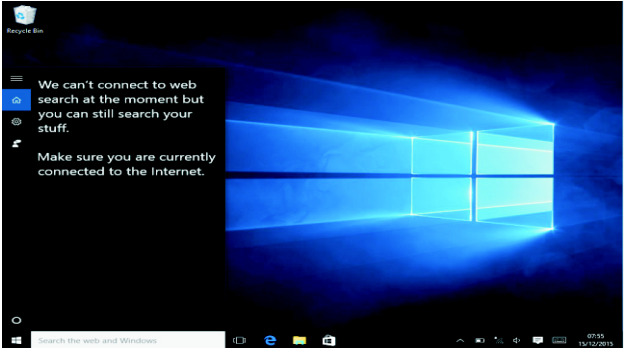 Recycle Bin
We can't connect to web
search at the moment but
you can still search your
stuff.
Make sure you are currently
connected to the Internet.
Search the web and Windows
07:55
15/12/2015